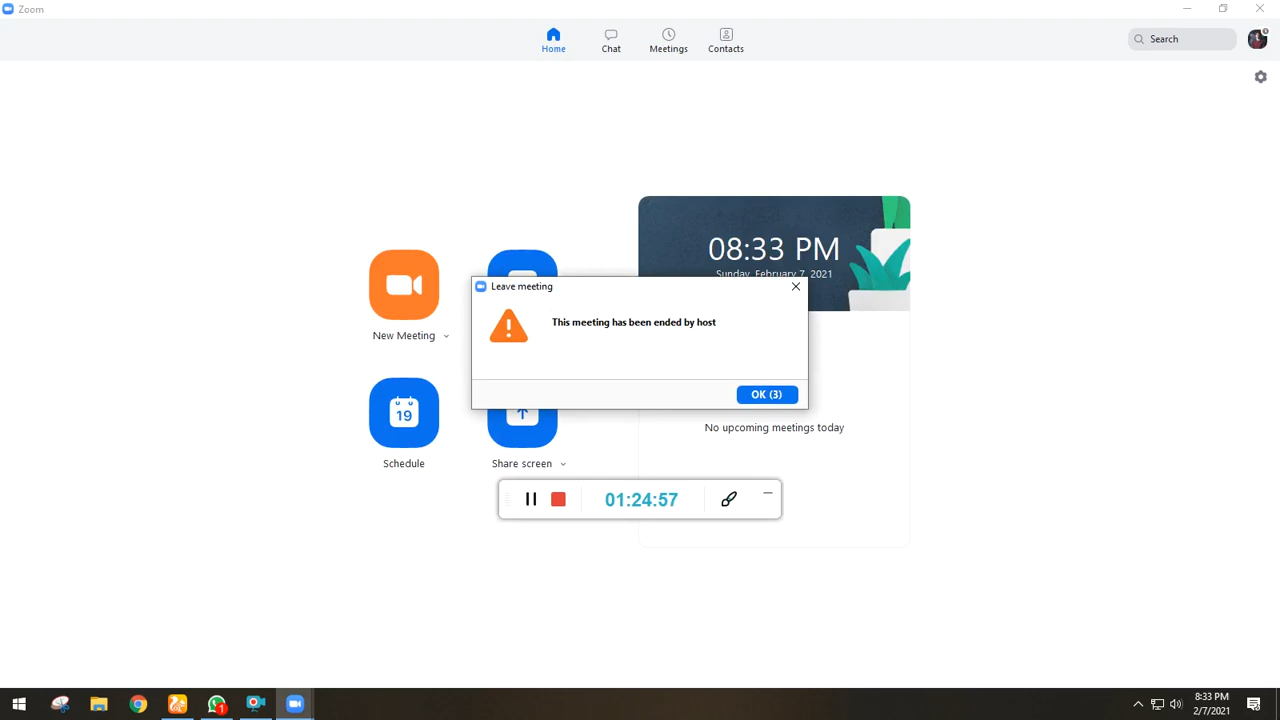 Zoom
Home
Chat
Meetings
Contacts
Search
08:33 PM
Sunday, February 7, 2021
Leave meeting
This meeting has been ended by host
OK (3)
New Meeting
19
Schedule
Share screen
No upcoming meetings today
01:24:57
1
8:33 PM
2/7/2021